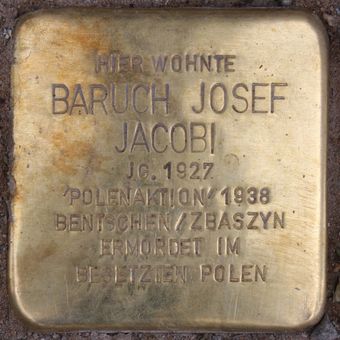 HIER WOHNTE
BARUCH JOSEF
JACOBI
JG. 1927
'POLENAKTION' 1938
BENTSCHEN/ZBASZYN
ERMORDET IM
BESETZTEN POLEN